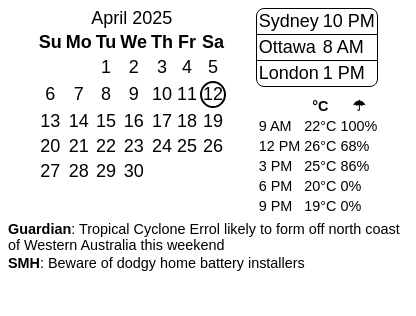 April 2025
Su Mo Tu We Th Fr Sa
1 2 3 4 5
6 7 8 9 10 11 12
13 14 15 16 17 18 19
20 21 22 23 24 25 26
27 28 29 30
Sydney 10 PM
Ottawa 8 AM
London 1 PM
°C ☂
9 AM 22°C 100%
12 PM 26°C 68%
3 PM 25°C 86%
6 PM 20°C 0%
9 PM 19°C 0%
Guardian: Tropical Cyclone Errol likely to form off north coast
of Western Australia this weekend
SMH: Beware of dodgy home battery installers